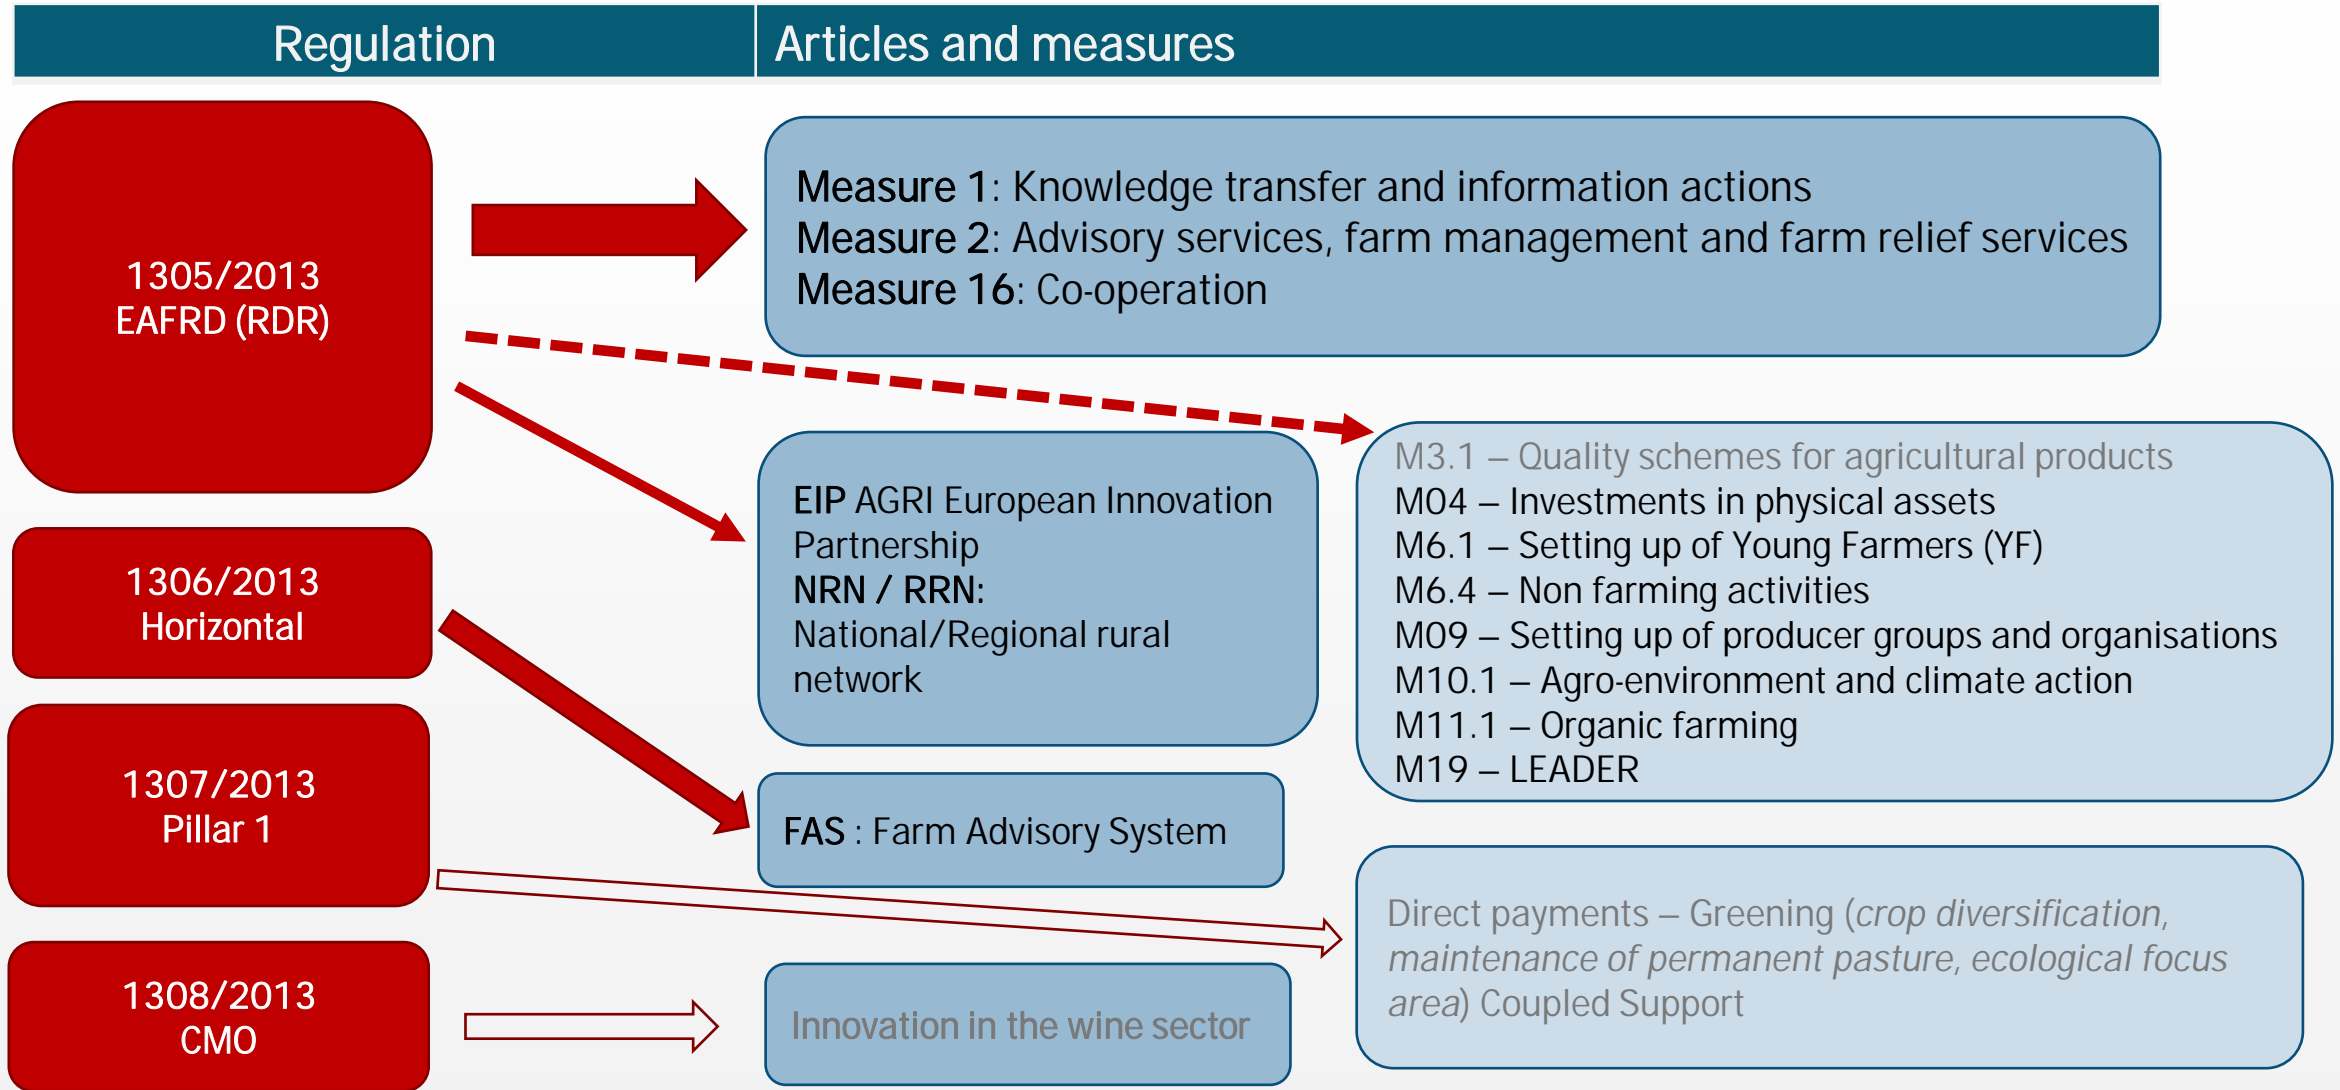 Regulation
Articles and measures
1305/2013
EAFRD (RDR)
Measure 1: Knowledge transfer and information actions
Measure 2: Advisory services, farm management and farm relief services
Measure 16: Co-operation
EIP AGRI European Innovation
Partnership
NRN / RRN:
National/Regional rural
network
M3.1 – Quality schemes for agricultural products
M04 – Investments in physical assets
M6.1 – Setting up of Young Farmers (YF)
M6.4 – Non farming activities
M09 – Setting up of producer groups and organisations
M10.1 – Agro-environment and climate action
M11.1 – Organic farming
M19 – LEADER
1306/2013
Horizontal
FAS : Farm Advisory System
1307/2013
Pillar 1
Direct payments – Greening (crop diversification,
maintenance of permanent pasture, ecological focus
area) Coupled Support
1308/2013
CMO
Innovation in the wine sector